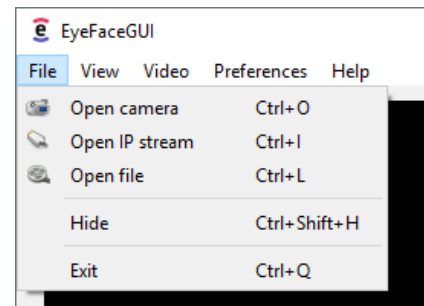 e EyeFaceGUI
File View Video Preferences Help
Open camera Ctrl+O
Open IP stream Ctrl+I
Open file Ctrl+L
Hide Ctrl+Shift+H
Exit Ctrl+Q